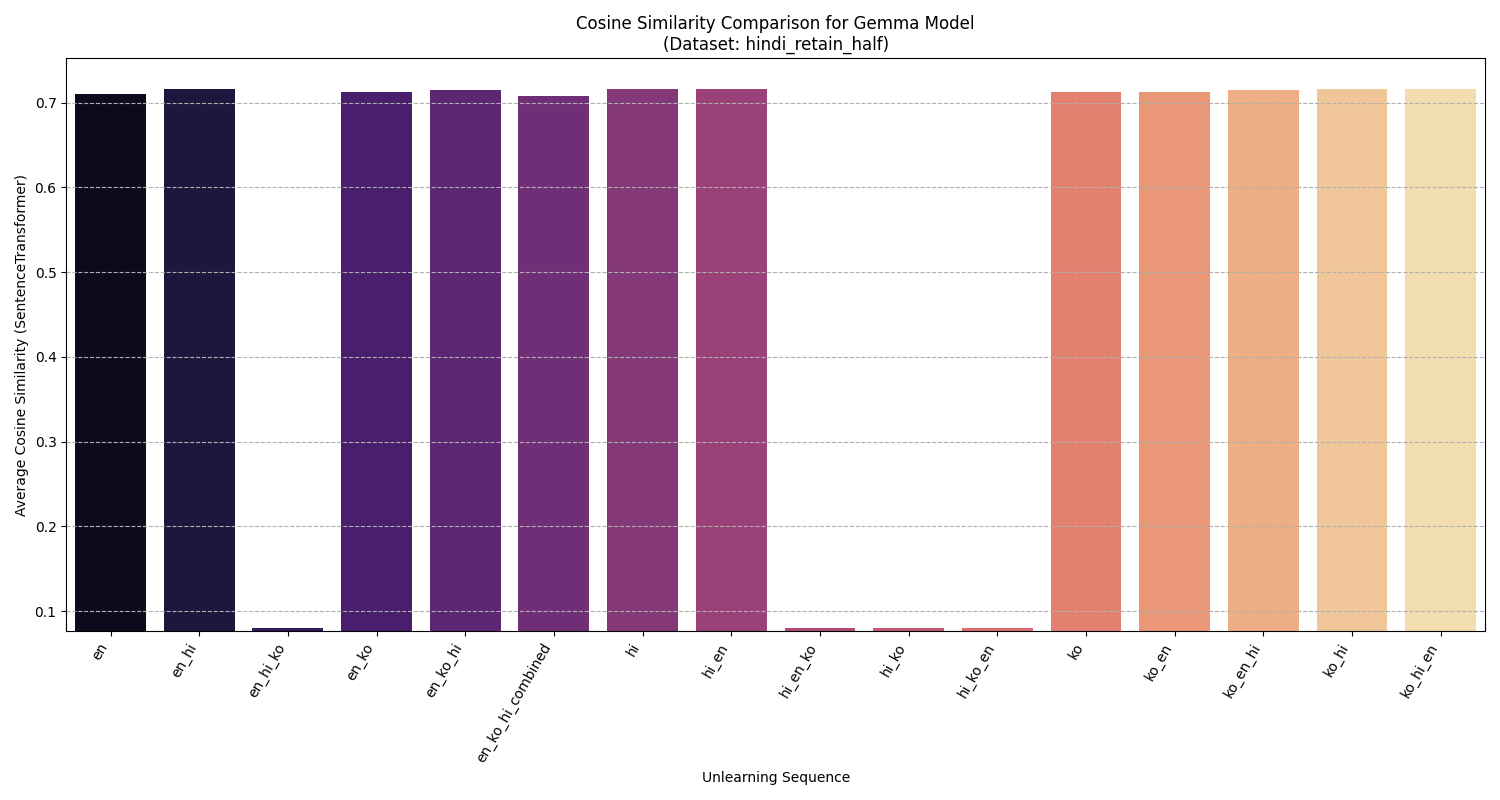 Cosine Similarity Comparison for Gemma Model
(Dataset: hindi_retain_half)
Average Cosine Similarity (SentenceTransformer)
0.7
0.6
0.5
0.4
0.3
0.2
0.1
en
en_hi
en_hi_ko
en_ko
en_ko_hi
en_ko_hi_combined
hi
hi_en
hi_en_ko
hi_ko
hi_ko_en
ko
ko_en
ko_en_hi
ko_hi
ko_hi_en
Unlearning Sequence